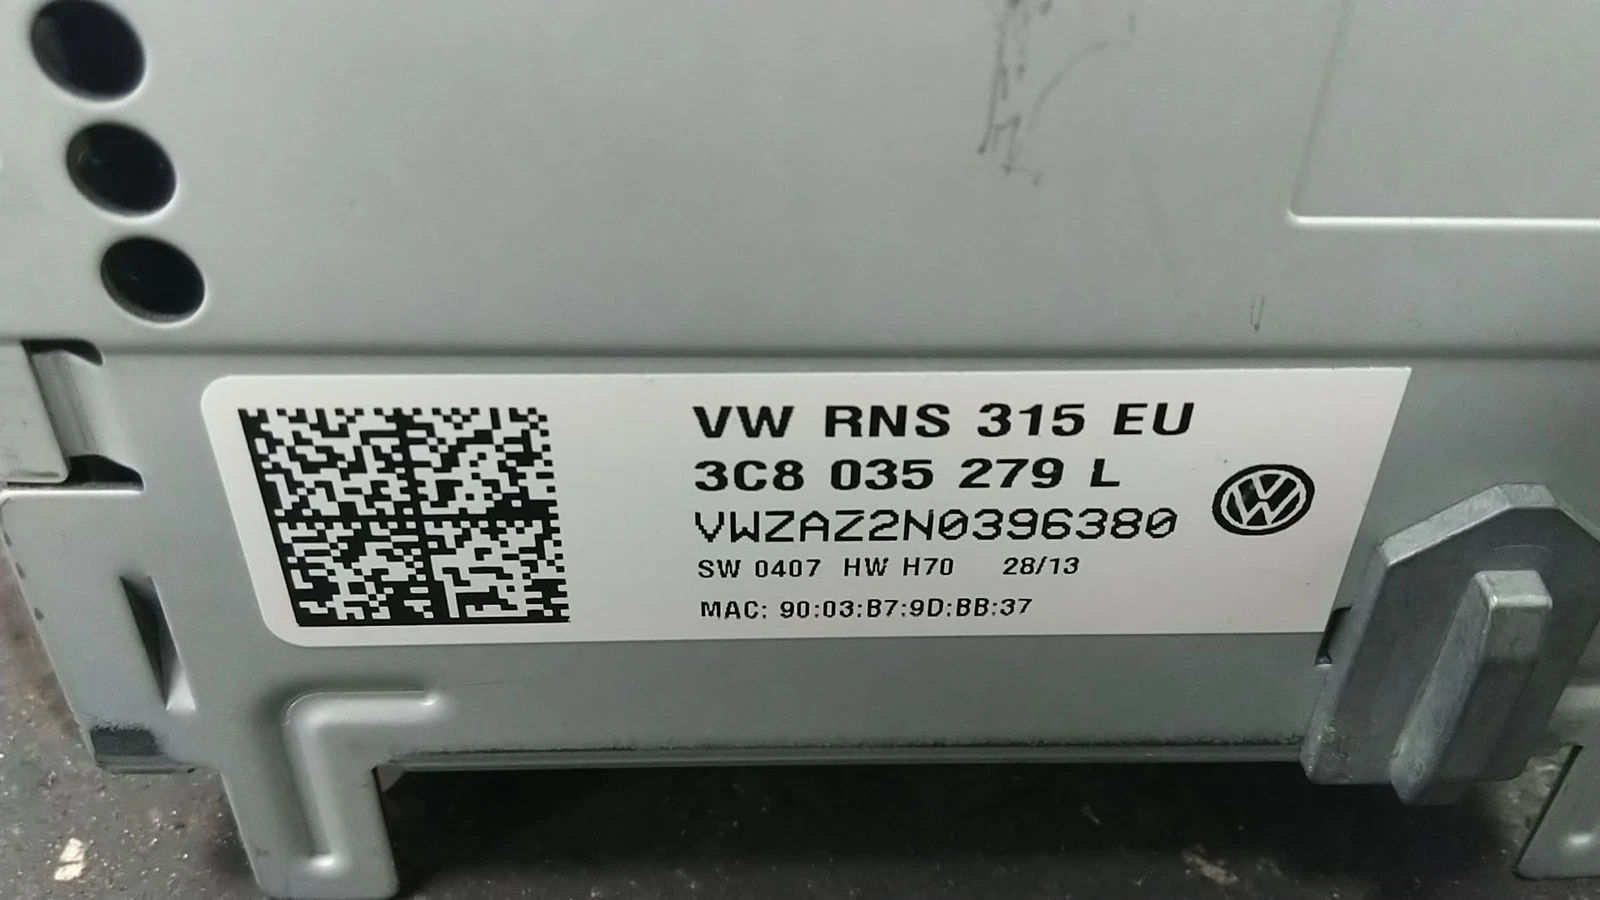 VW RNS 315 EU
3C8 035 279 L
VWZAZ2N0396380
SW 0407 HW H70 28/13
MAC: 90:03:B7:9D:BB:37